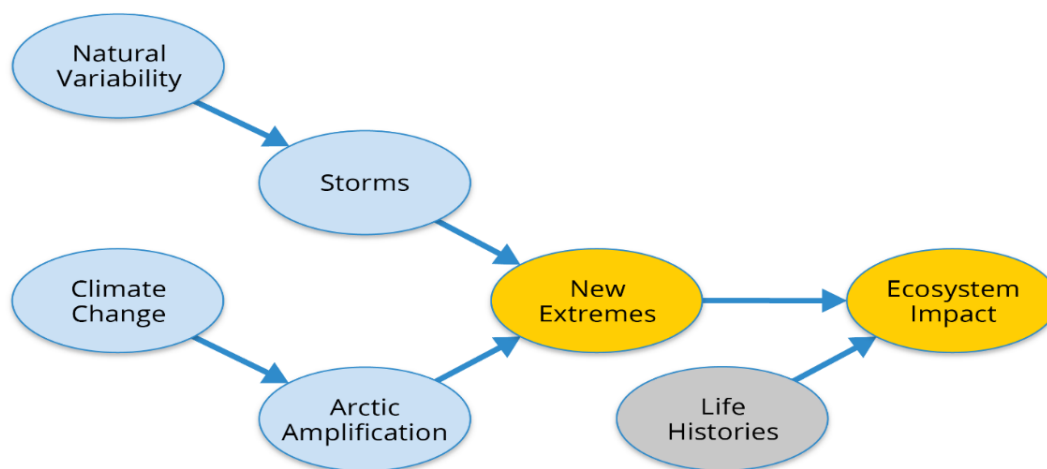 Natural
Variability
Storms
Climate
Change
New
Extremes
Ecosystem
Impact
Arctic
Amplification
Life
Histories